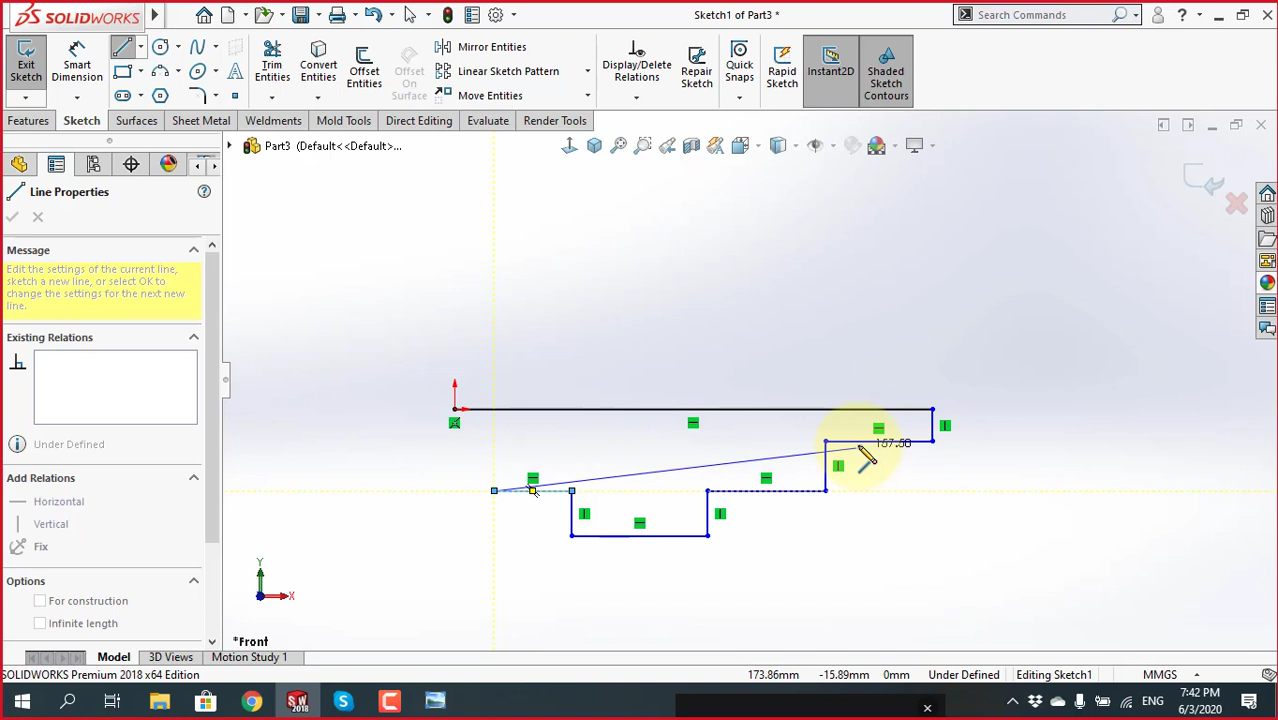 SOLIDWORKS
Sketch1 of Part3 *
Search Commands
?
Exit Sketch
Smart Dimension
Trim Entities
Convert Entities
Offset Entities
Offset On Surface
Mirror Entities
Linear Sketch Pattern
Move Entities
Display/Delete Relations
Repair Sketch
Quick Snaps
Rapid Sketch
Instant2D
Shaded Sketch Contours
Features
Sketch
Surfaces
Sheet Metal
Weldments
Mold Tools
Direct Editing
Evaluate
Render Tools
Part3 (Default<<Default>...
Line Properties
?
Message
Edit the settings of the current line,
sketch a new line, or select OK to
change the settings for the next new
line.
Existing Relations
Under Defined
Add Relations
Horizontal
Vertical
Fix
Options
For construction
Infinite length
157.50
Y
X
*Front
Model
3D Views
Motion Study 1
SOLIDWORKS Premium 2018 x64 Edition
173.86mm
-15.89mm
0mm
Under Defined
Editing Sketch1
MMGS
SW
2018
ENG
7:42 PM
6/3/2020